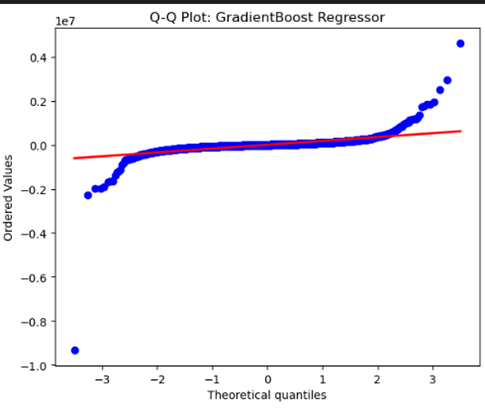 Q-Q Plot: GradientBoost Regressor
1e7
0.4
0.2
0.0
−0.2
−0.4
−0.6
−0.8
−1.0
Ordered Values
−3 −2 −1 0 1 2 3
Theoretical quantiles